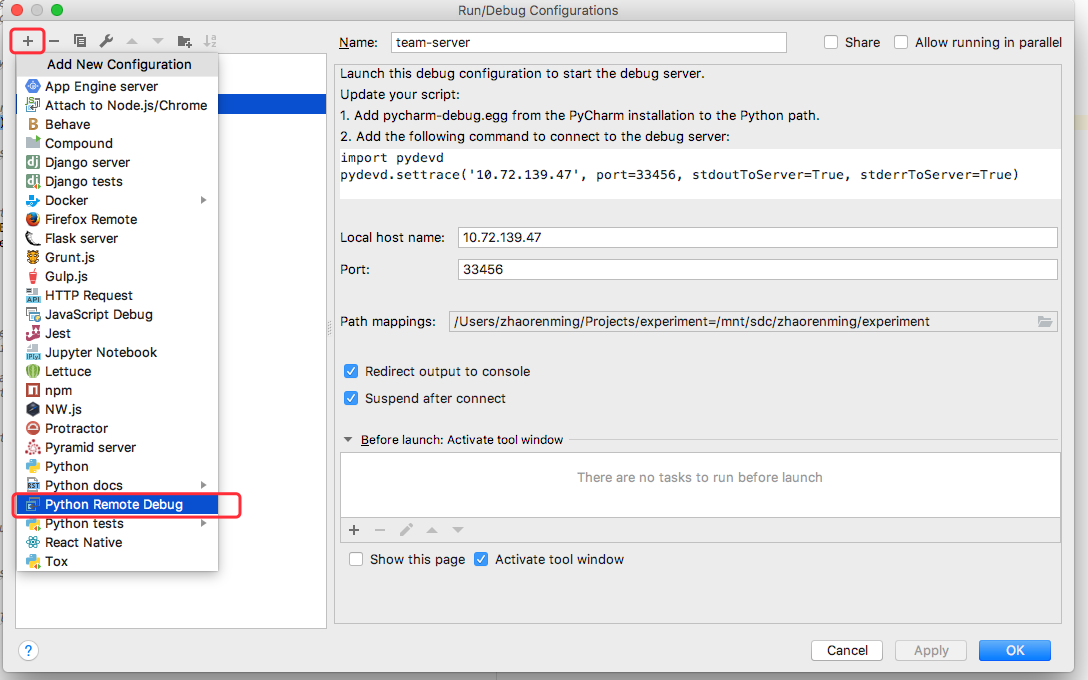 Run/Debug Configurations
Name: team-server
Share
Allow running in parallel
Add New Configuration
App Engine server
Attach to Node.js/Chrome
Behave
Compound
Django server
Django tests
Docker
Firefox Remote
Flask server
Grunt.js
Gulp.js
HTTP Request
JavaScript Debug
Jest
Jupyter Notebook
Lettuce
npm
NW.js
Protractor
Pyramid server
Python
Python docs
Python Remote Debug
Python tests
React Native
Tox
Launch this debug configuration to start the debug server.
Update your script:
1. Add pycharm-debug.egg from the PyCharm installation to the Python path.
2. Add the following command to connect to the debug server:
import pydevd
pydevd.settrace('10.72.139.47', port=33456, stdoutToServer=True, stderrToServer=True)
Local host name: 10.72.139.47
Port: 33456
Path mappings: /Users/zhaorenming/Projects/experiment=/mnt/sdc/zhaorenming/experiment
Redirect output to console
Suspend after connect
Before launch: Activate tool window
There are no tasks to run before launch
Show this page
Activate tool window
?
Cancel
Apply
OK